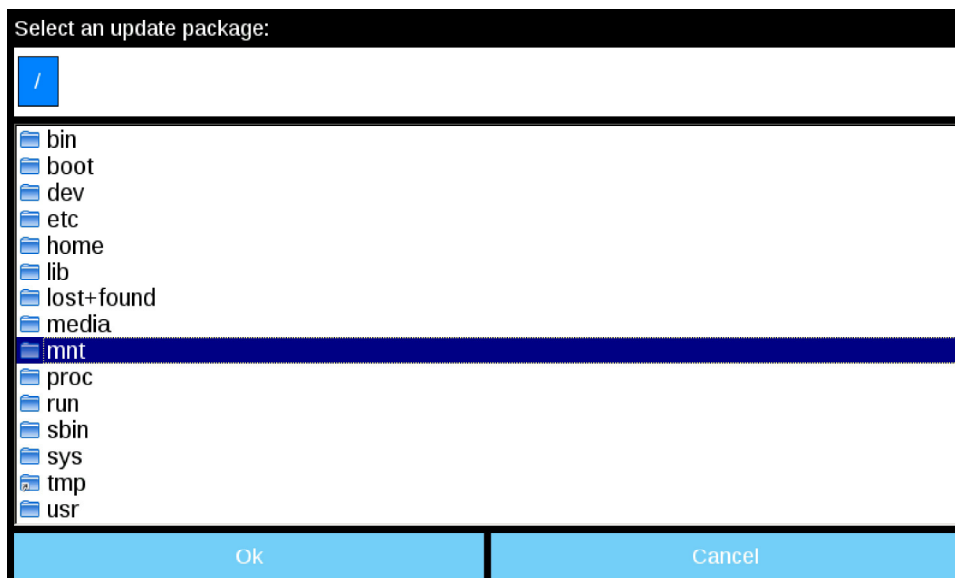 Select an update package:
/
bin
boot
dev
etc
home
lib
lost+found
media
mnt
proc
run
sbin
sys
tmp
usr
Ok Cancel